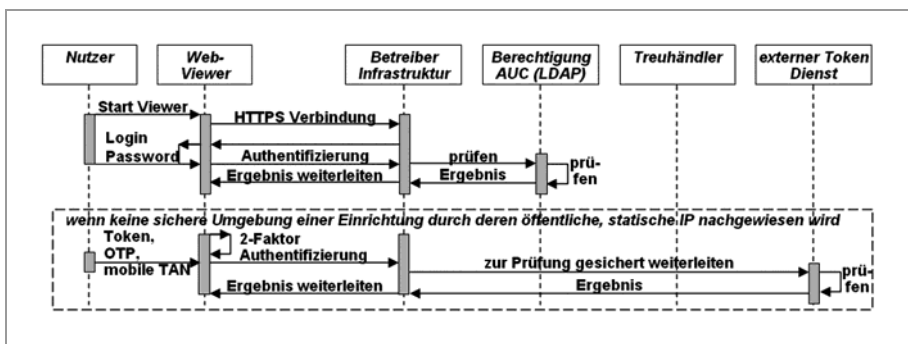 Nutzer
Web-
Viewer
Betreiber
Infrastruktur
Berechtigung
AUC (LDAP)
Treuhändler
externer Token
Dienst
Start Viewer
HTTPS Verbindung
Login
Password
Authentifizierung
prüfen
prü-
fen
Ergebnis weiterleiten
Ergebnis
wenn keine sichere Umgebung einer Einrichtung durch deren öffentliche, statische IP nachgewiesen wird
Token,
OTP,
mobile TAN
2-Faktor
Authentifizierung
zur Prüfung gesichert weiterleiten
prü-
fen
Ergebnis weiterleiten
Ergebnis